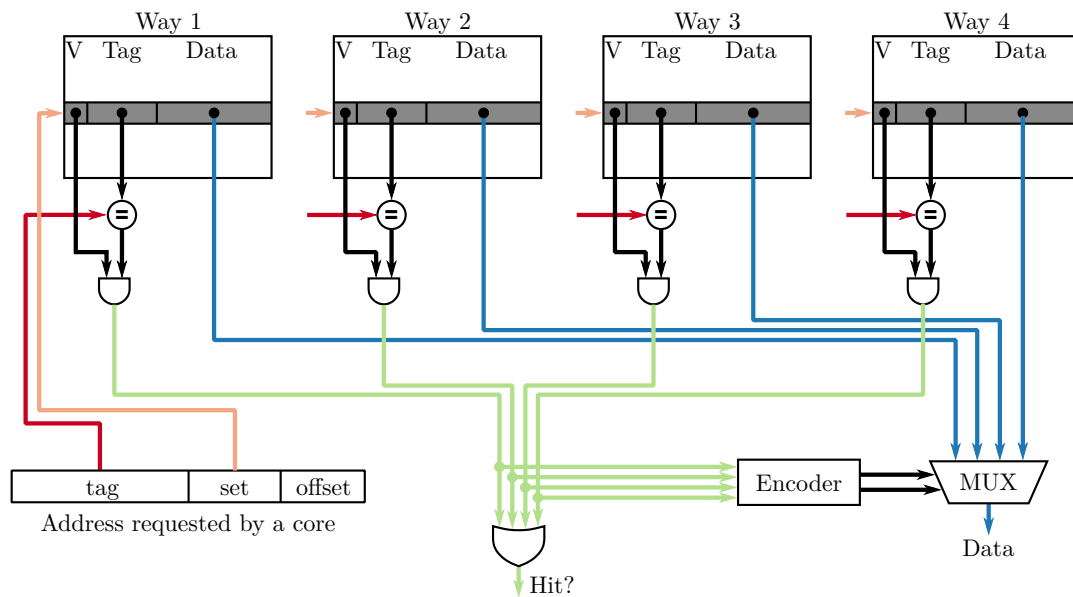 Way 1 Way 2 Way 3 Way 4
V Tag Data V Tag Data V Tag Data V Tag Data
= = = =
tag set offset
Address requested by a core
Encoder
MUX
Data
Hit?